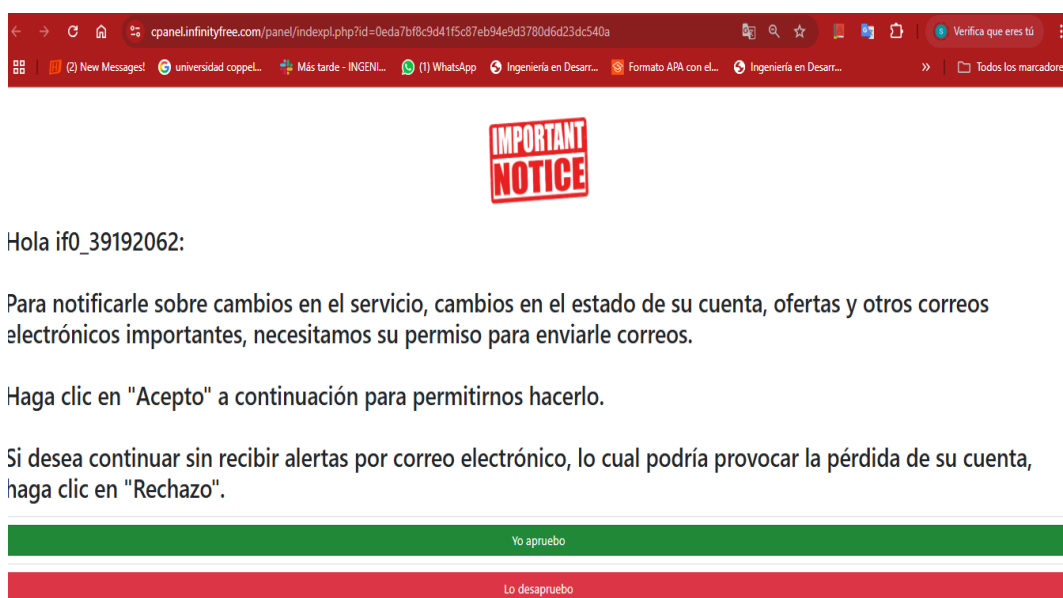 cpanel.infinityfree.com/panel/indexpl.php?id=0eda7bf8c9d41f5c87eb94e9d3780d6d23dc540a
S Verifica que eres tú
(2) New Messages! universidad coppel... Más tarde - INGENI... (1) WhatsApp Ingeniería en Desarr... Formato APA con el... Ingeniería en Desarr... » Todos los marcadore
IMPORTANT
NOTICE
Hola if0_39192062:
Para notificarle sobre cambios en el servicio, cambios en el estado de su cuenta, ofertas y otros correos
electrónicos importantes, necesitamos su permiso para enviarle correos.
Haga clic en "Acepto" a continuación para permitirnos hacerlo.
Si desea continuar sin recibir alertas por correo electrónico, lo cual podría provocar la pérdida de su cuenta,
haga clic en "Rechazo".
Yo apruebo
Lo desapruebo